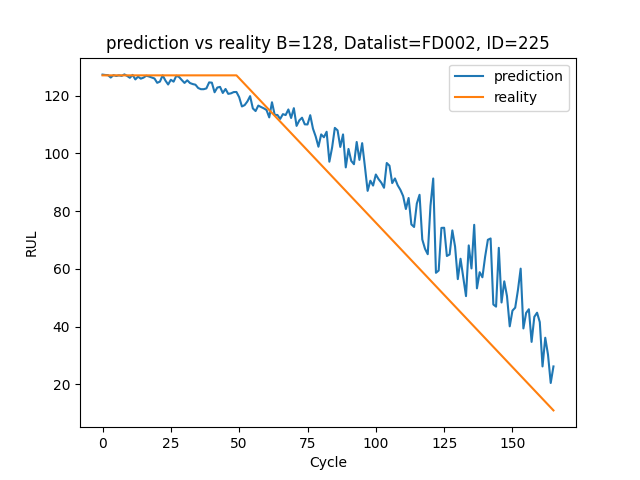 prediction vs reality B=128, Datalist=FD002, ID=225
prediction
reality
120
100
80
60
40
20
RUL
0 25 50 75 100 125 150
Cycle